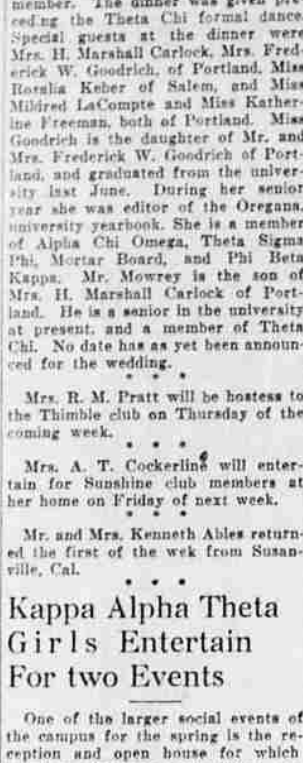 member. The dinner was given pre-
ceding the Theta Chi formal dance.
Special guests at the dinner were
Mrs. H. Marshall Carlock, Mrs. Fred-
erick W. Goodrich, of Portland, Miss
Rosalia Keber of Salem, and Miss
Mildred LaCompte and Miss Kather-
ine Freeman, both of Portland. Miss
Goodrich is the daughter of Mr. and
Mrs. Frederick W. Goodrich of Port-
land, and graduated from the univer-
sity last June. During her senior
year she was editor of the Oregana,
university yearbook. She is a member
of Alpha Chi Omega, Theta Sigma
Phi, Mortar Board, and Phi Beta
Kappa. Mr. Mowrey is the son of
Mrs. H. Marshall Carlock of Port-
land. He is a senior in the university
at present, and a member of Theta
Chi. No date has as yet been announ-
ced for the wedding.
* * *
Mrs. R. M. Pratt will be hostess to
the Thimble club on Thursday of the
coming week.
* * *
Mrs. A. T. Cockerline will enter-
tain for Sunshine club members at
her home on Friday of next week.
* * *
Mr. and Mrs. Kenneth Ables return-
ed the first of the wek from Susan-
ville, Cal.
* * *
Kappa Alpha Theta
Girls Entertain
For two Events
One of the larger social events of
the campus for the spring is the re-
ception and open house for which